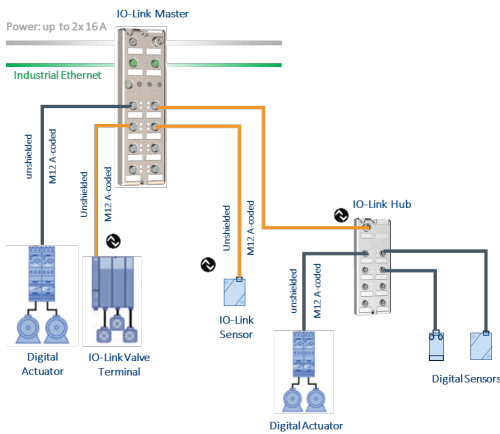 IO-Link Master
Power: up to 2x 16 A
Industrial Ethernet
unshielded
M12 A-coded
Unshielded
M12 A-coded
Unshielded
M12 A-coded
IO-Link Hub
unshielded
M12 A-coded
IO-Link
Sensor
Digital
Actuator
IO-Link Valve
Terminal
Digital Sensors
Digital Actuator